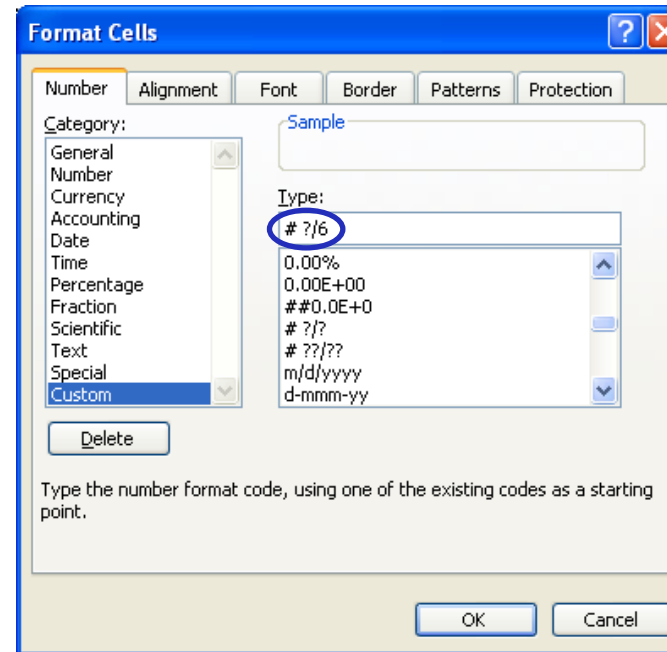 Format Cells
?
Number Alignment Font Border Patterns Protection
Category:
General
Number
Currency
Accounting
Date
Time
Percentage
Fraction
Scientific
Text
Special
Custom
Sample
Type:
# ?/6
0.00%
0.00E+00
##0.0E+0
# ?/?
# ??/??
m/d/yyyy
d-mmm-yy
Delete
Type the number format code, using one of the existing codes as a starting
point.
OK Cancel